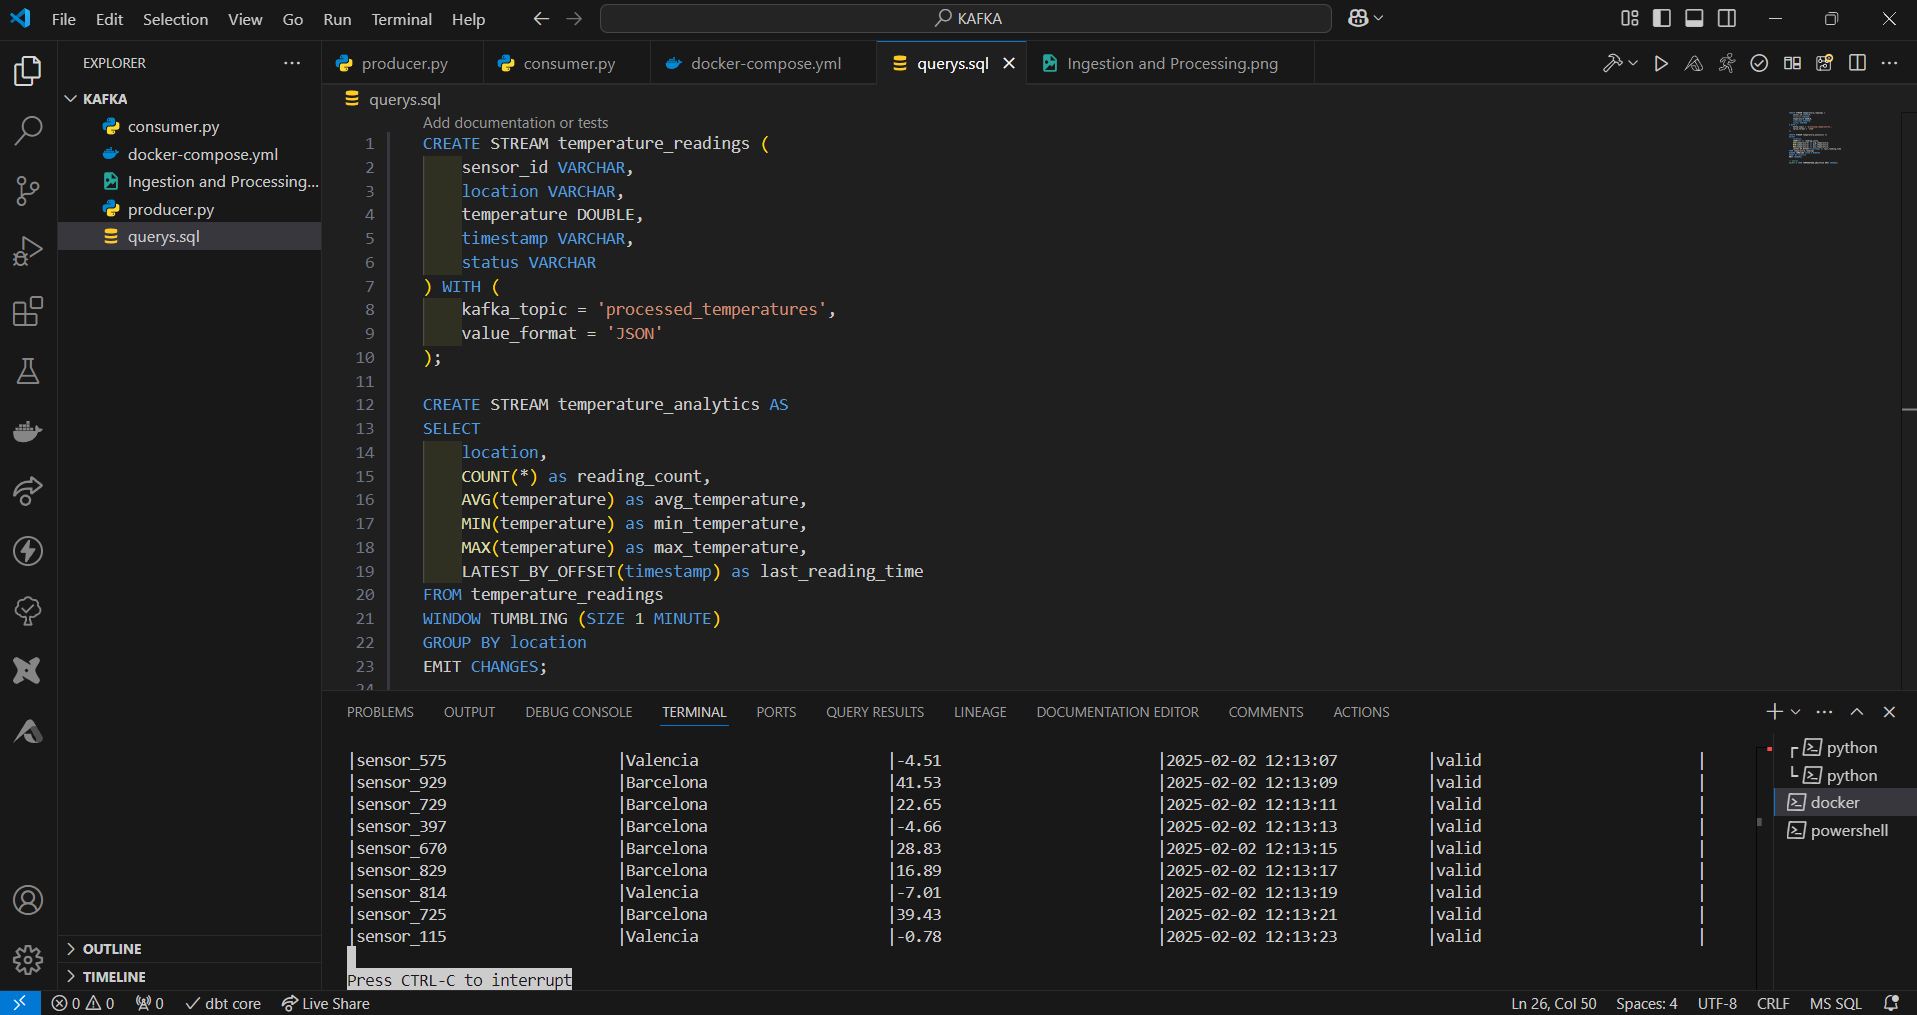 File Edit Selection View Go Run Terminal Help
KAFKA
EXPLORER
KAFKA
consumer.py
docker-compose.yml
Ingestion and Processing...
producer.py
querys.sql
OUTLINE
TIMELINE
producer.py consumer.py docker-compose.yml querys.sql Ingestion and Processing.png
querys.sql
Add documentation or tests
1 CREATE STREAM temperature_readings (
2 sensor_id VARCHAR,
3 location VARCHAR,
4 temperature DOUBLE,
5 timestamp VARCHAR,
6 status VARCHAR
7 ) WITH (
8 kafka_topic = 'processed_temperatures',
9 value_format = 'JSON'
10 );
11
12 CREATE STREAM temperature_analytics AS
13 SELECT
14 location,
15 COUNT(*) as reading_count,
16 AVG(temperature) as avg_temperature,
17 MIN(temperature) as min_temperature,
18 MAX(temperature) as max_temperature,
19 LATEST_BY_OFFSET(timestamp) as last_reading_time
20 FROM temperature_readings
21 WINDOW TUMBLING (SIZE 1 MINUTE)
22 GROUP BY location
23 EMIT CHANGES;
24
PROBLEMS OUTPUT DEBUG CONSOLE TERMINAL PORTS QUERY RESULTS LINEAGE DOCUMENTATION EDITOR COMMENTS ACTIONS
|sensor_575 |Valencia |-4.51 |2025-02-02 12:13:07 |valid |
|sensor_929 |Barcelona |41.53 |2025-02-02 12:13:09 |valid |
|sensor_729 |Barcelona |22.65 |2025-02-02 12:13:11 |valid |
|sensor_397 |Barcelona |-4.66 |2025-02-02 12:13:13 |valid |
|sensor_670 |Barcelona |28.83 |2025-02-02 12:13:15 |valid |
|sensor_829 |Barcelona |16.89 |2025-02-02 12:13:17 |valid |
|sensor_814 |Valencia |-7.01 |2025-02-02 12:13:19 |valid |
|sensor_725 |Barcelona |39.43 |2025-02-02 12:13:21 |valid |
|sensor_115 |Valencia |-0.78 |2025-02-02 12:13:23 |valid |
Press CTRL-C to interrupt
python
python
docker
powershell
0 0 0 dbt core Live Share Ln 26, Col 50 Spaces: 4 UTF-8 CRLF MS SQL